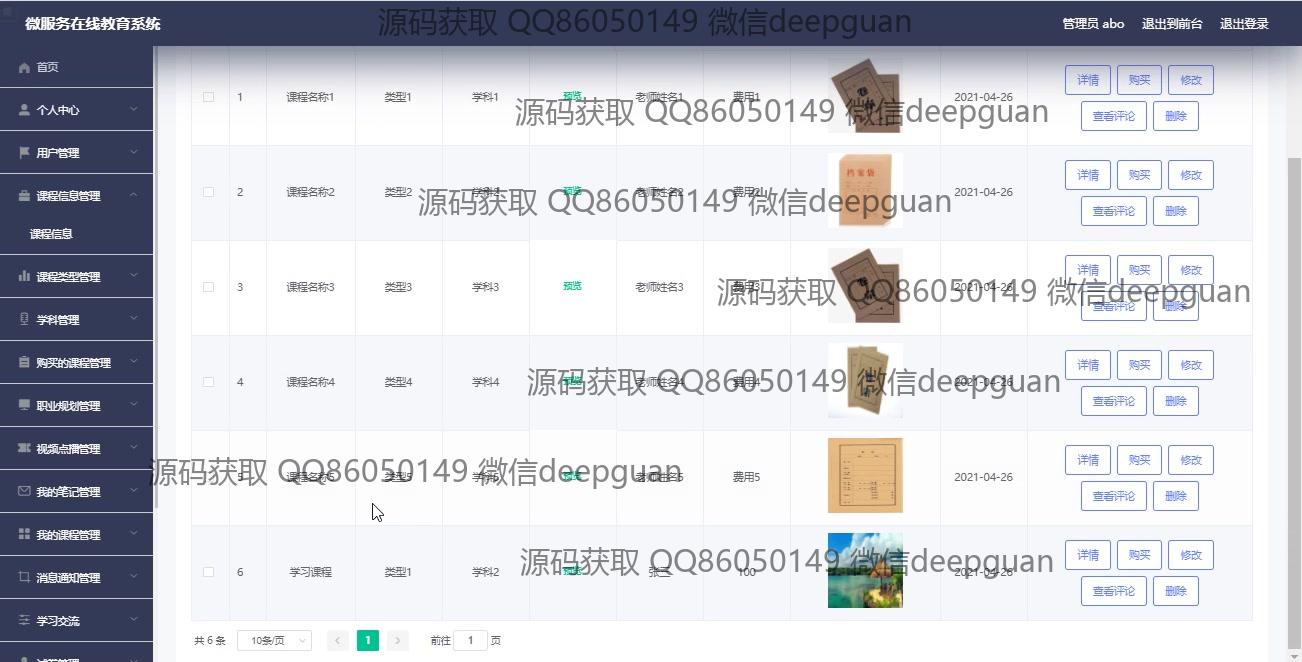 微服务在线教育系统
源码获取 QQ86050149 微信deepguan
管理员 abo 退出到前台 退出登录
首页
个人中心
用户管理
课程信息管理
课程信息
课程类型管理
学科管理
购买的课程管理
职业规划管理
视频点播管理
我的笔记管理
我的课程管理
消息通知管理
学习交流
1 课程名称1 类型1 学科1 预览 老师姓名1 费用1 2021-04-26 详情 购买 修改
查看评论 删除
源码获取 QQ86050149 微信deepguan
2 课程名称2 类型2 学科2 预览 老师姓名2 费用2 档案袋 2021-04-26 详情 购买 修改
查看评论 删除
源码获取 QQ86050149 微信deepguan
3 课程名称3 类型3 学科3 预览 老师姓名3 费用3 2021-04-26 详情 购买 修改
查看评论 删除
源码获取 QQ86050149 微信deepguan
4 课程名称4 类型4 学科4 预览 老师姓名4 费用4 2021-04-26 详情 购买 修改
查看评论 删除
源码获取 QQ86050149 微信deepguan
5 课程名称5 类型5 学科5 预览 老师姓名5 费用5 2021-04-26 详情 购买 修改
查看评论 删除
源码获取 QQ86050149 微信deepguan
6 学习课程 类型1 学科2 预览 张三 100 2021-04-26 详情 购买 修改
查看评论 删除
源码获取 QQ86050149 微信deepguan
共 6 条 10条/页 1 前往 1 页